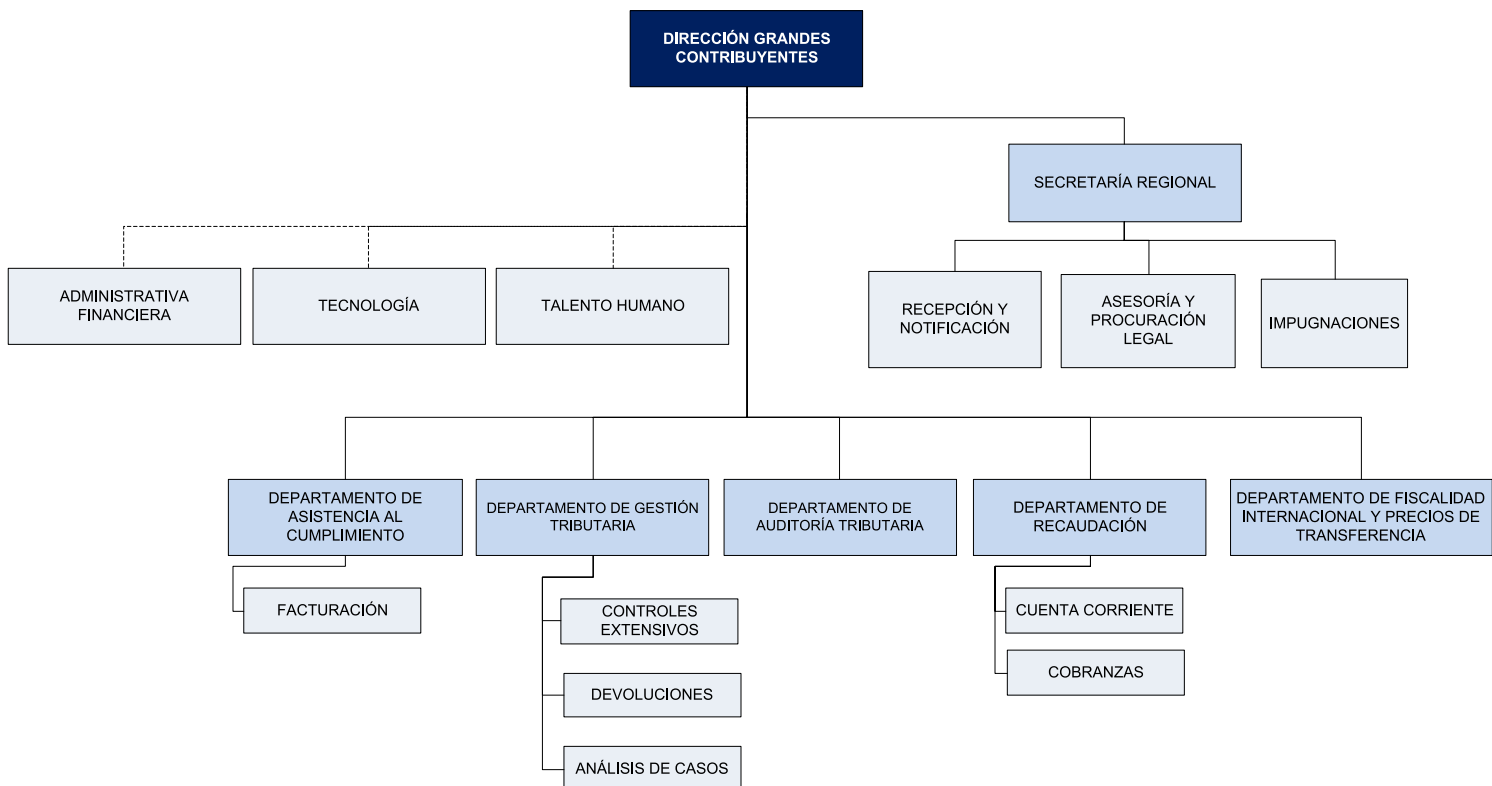 DIRECCIÓN GRANDES
CONTRIBUYENTES
SECRETARÍA REGIONAL
ADMINISTRATIVA
FINANCIERA
TECNOLOGÍA
TALENTO HUMANO
RECEPCIÓN Y
NOTIFICACIÓN
ASESORÍA Y
PROCURACIÓN
LEGAL
IMPUGNACIONES
DEPARTAMENTO DE
ASISTENCIA AL
CUMPLIMIENTO
DEPARTAMENTO DE GESTIÓN
TRIBUTARIA
DEPARTAMENTO DE
AUDITORÍA TRIBUTARIA
DEPARTAMENTO DE
RECAUDACIÓN
DEPARTAMENTO DE FISCALIDAD
INTERNACIONAL Y PRECIOS DE
TRANSFERENCIA
FACTURACIÓN
CONTROLES
EXTENSIVOS
DEVOLUCIONES
ANÁLISIS DE CASOS
CUENTA CORRIENTE
COBRANZAS